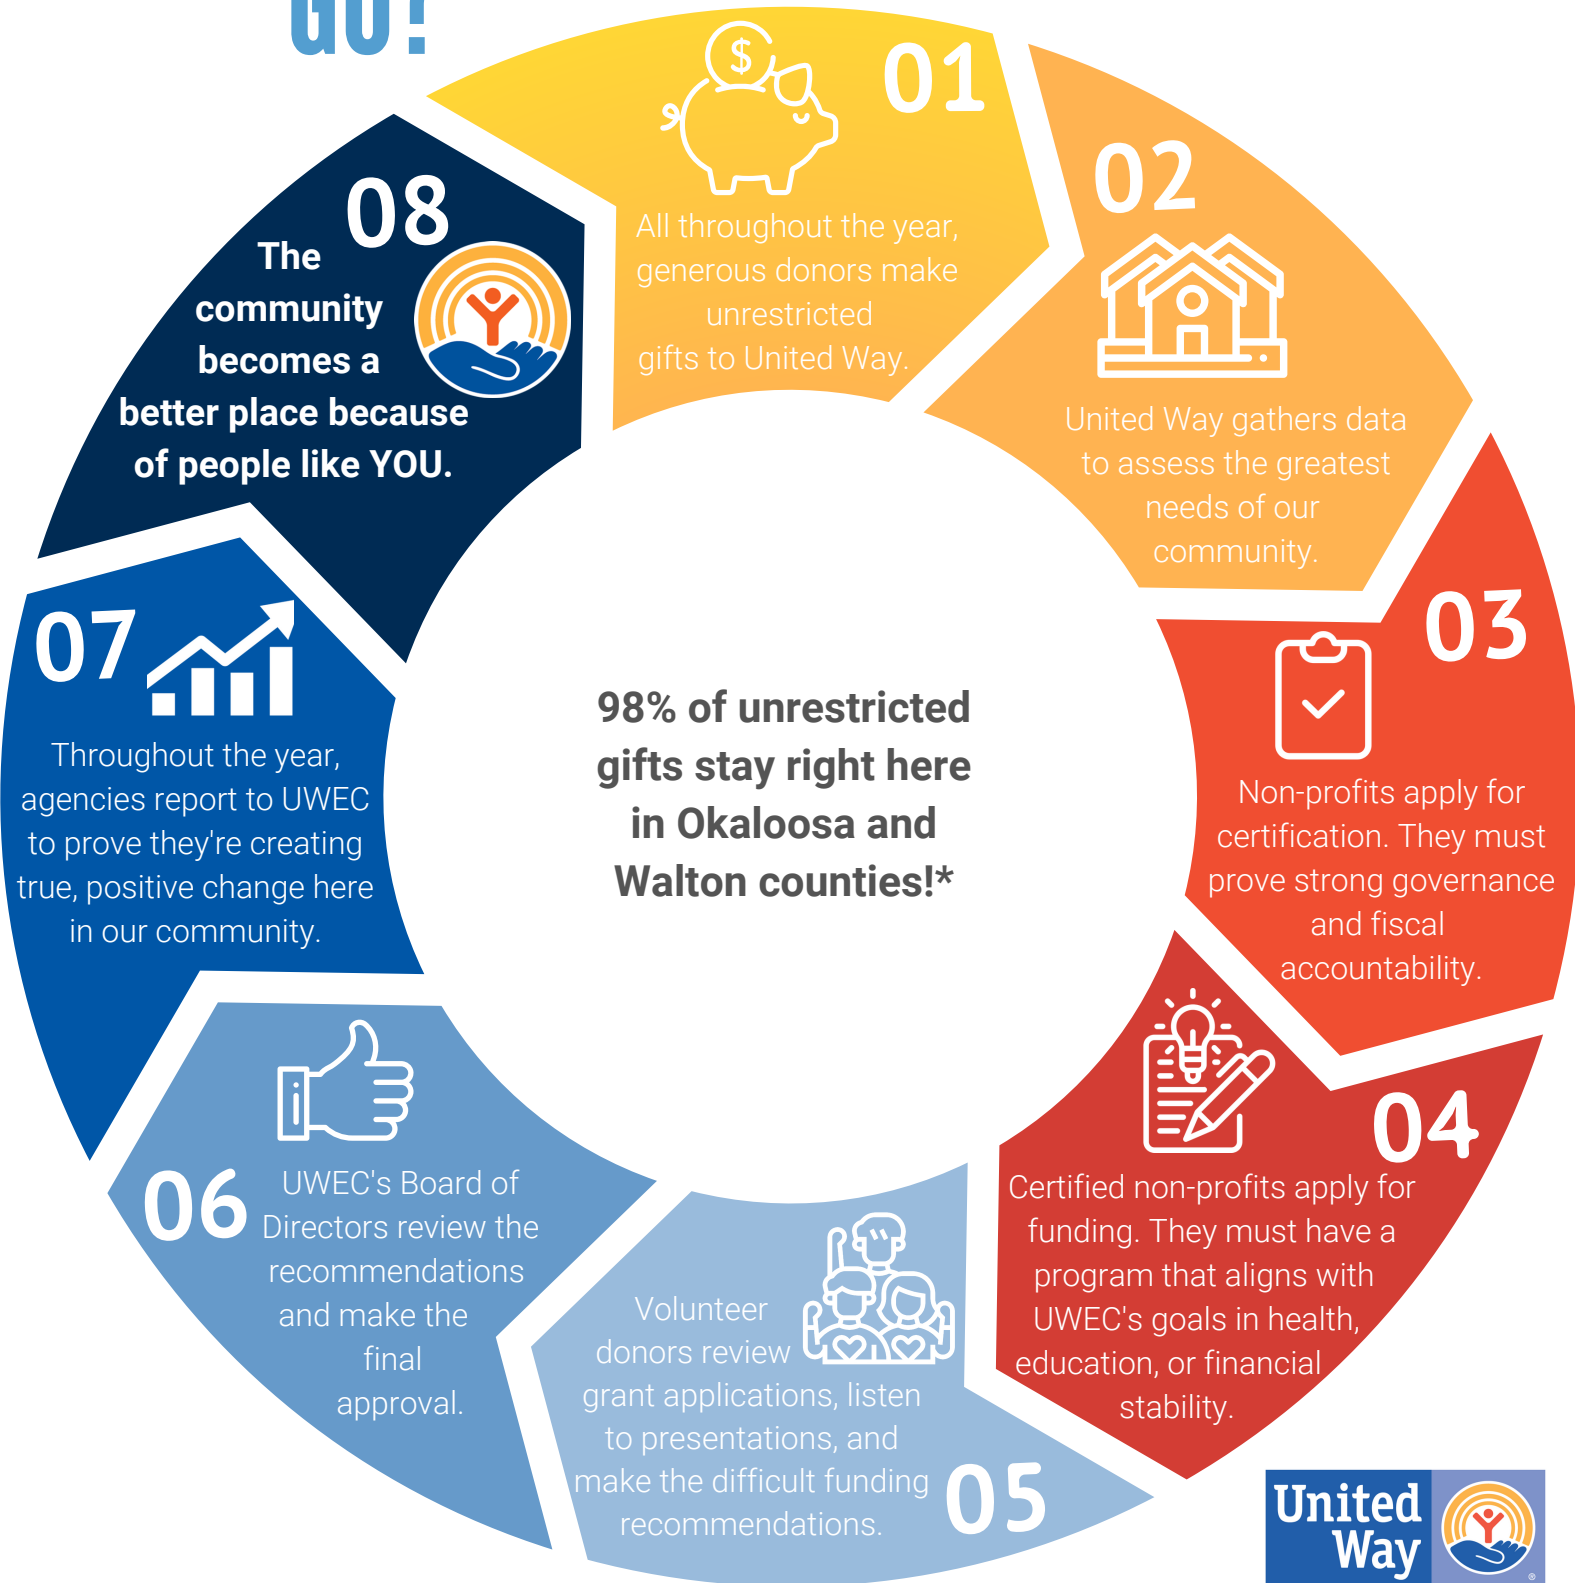 GO!
01
All throughout the year,
generous donors make
unrestricted
gifts to United Way.
02
United Way gathers data
to assess the greatest
needs of our
community.
03
Non-profits apply for
certification. They must
prove strong governance
and fiscal
accountability.
04
Certified non-profits apply for
funding. They must have a
program that aligns with
UWEC's goals in health,
education, or financial
stability.
05
Volunteer
donors review
grant applications, listen
to presentations, and
make the difficult funding
recommendations.
06
UWEC's Board of
Directors review the
recommendations
and make the
final
approval.
07
Throughout the year,
agencies report to UWEC
to prove they're creating
true, positive change here
in our community.
08
The
community
becomes a
better place because
of people like YOU.
98% of unrestricted
gifts stay right here
in Okaloosa and
Walton counties!*
$
United
Way
®